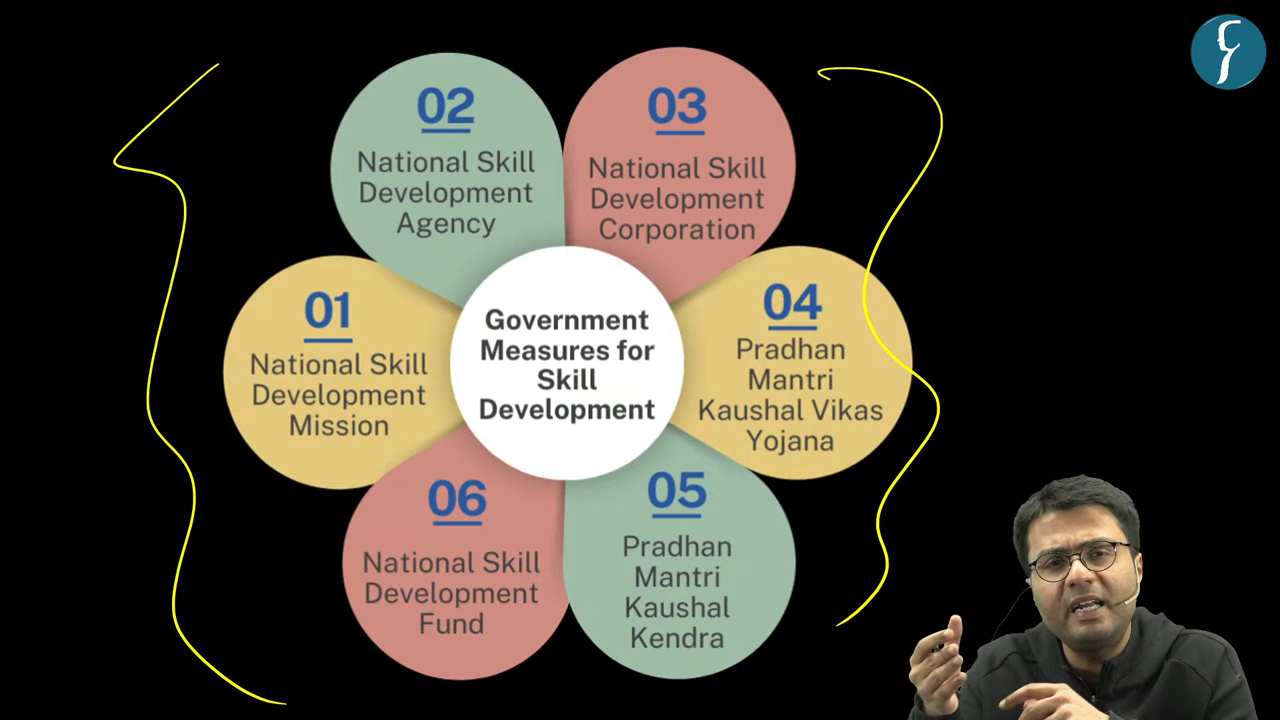 01
National Skill
Development
Mission
02
National Skill
Development
Agency
03
National Skill
Development
Corporation
04
Pradhan
Mantri
Kaushal Vikas
Yojana
05
Pradhan
Mantri
Kaushal
Kendra
06
National Skill
Development
Fund
Government
Measures for
Skill
Development